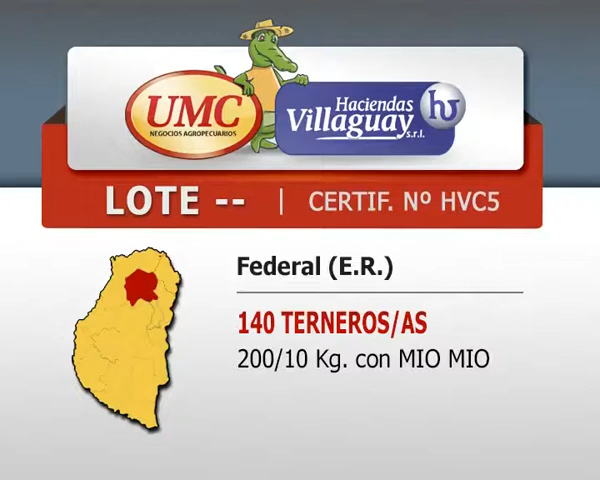 UMC
NEGOCIOS AGROPECUARIOS
Haciendas
Villaguay
s.r.l.
hv
LOTE -- | CERTIF. Nº HVC5
Federal (E.R.)
140 TERNEROS/AS
200/10 Kg. con MIO MIO